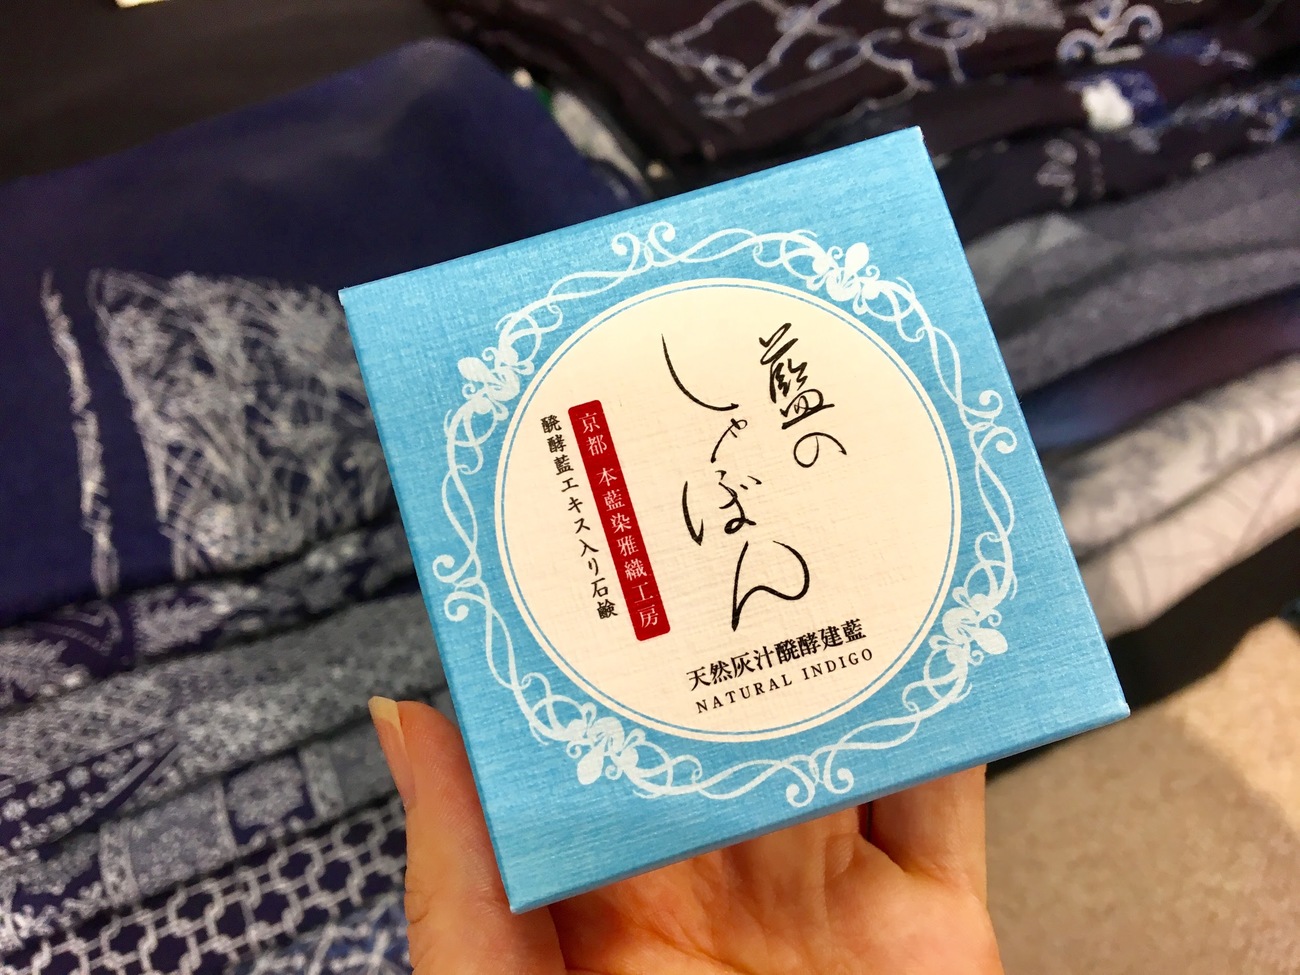 藍の
しゃぼん
京都 本藍染雅織工房
醗酵藍エキス入り石鹸
天然灰汁醗酵建藍
NATURAL INDIGO